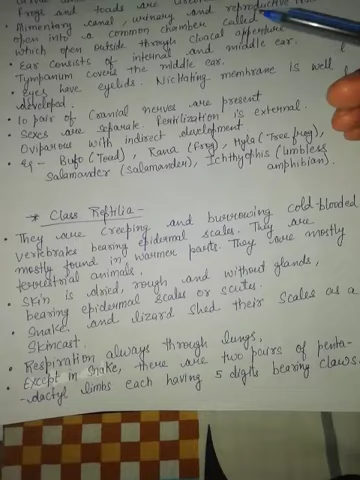 frogs and toads are
Alimentary canal, urinary and reproductive
open into a common chamber called
which open outside through cloacal apperture
• Ear consists of internal and middle ear.
Tympanum covers the middle ear.
• Eyes have eyelids. Nictating membrane is well
developed.
• 10 pair of cranial nerves are present
• Sexes are separate. Fertilization is external.
Oviparous with indirect development
• eg - Bufo (Toad), Rana (frog), Hyla (Tree frog),
Salamander (salamander), Ichthyophis (limbless
amphibian).
* Class Reptilia -
• They are creeping and burrowing cold-blooded
vertebrates bearing epidermal scales. They are
mostly found in warmer parts. They are mostly
terrestrial animals.
• Skin is dried, rough and without glands,
bearing epidermal scales or scutes.
• Snake and lizard shed their scales as a
skincast.
• Respiration always through lungs.
• Except in snake, there are two pairs of penta-
-dactyl limbs each having 5 digits bearing claws.